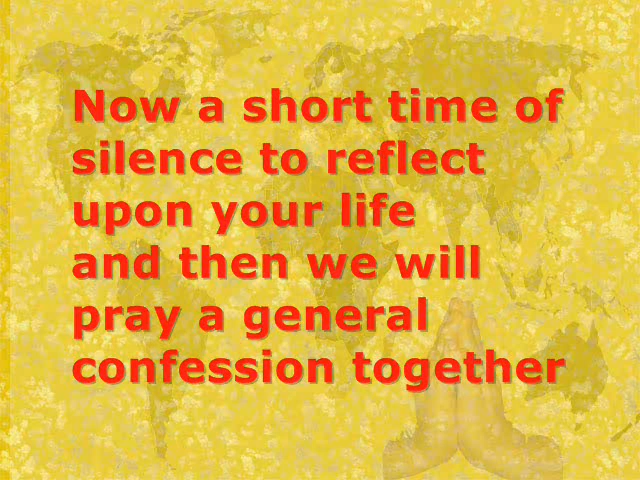 Now a short time of
silence to reflect
upon your life
and then we will
pray a general
confession together